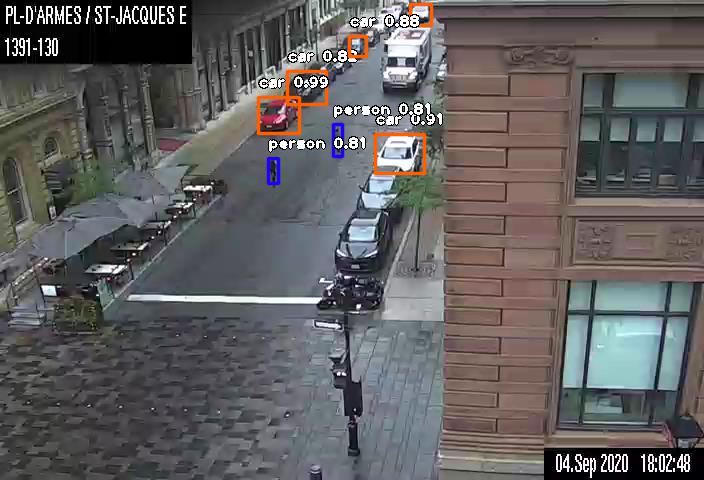 PL-D'ARMES / ST-JACQUES E
1391-130
car 0.88
car 0.82
car 0.99
person 0.81
car 0.91
person 0.81
04.Sep 2020 18:02:48